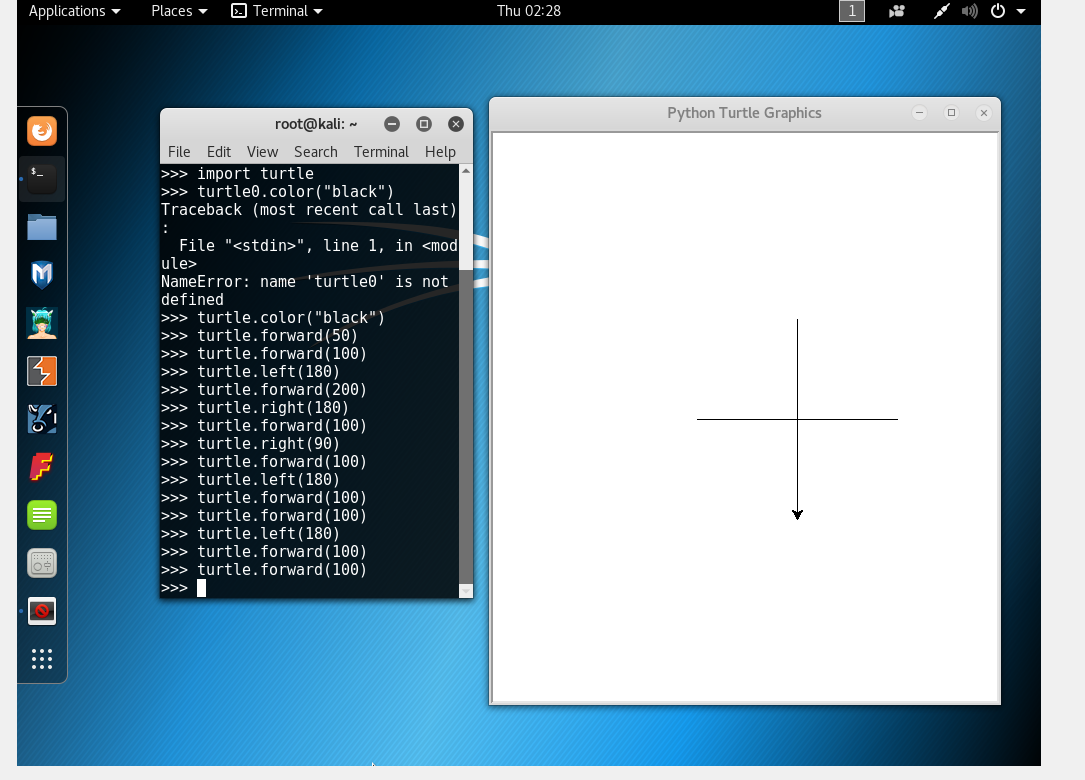 Applications Places Terminal Thu 02:28 1
root@kali: ~
File Edit View Search Terminal Help
>>> import turtle
>>> turtle0.color("black")
Traceback (most recent call last)
:
  File "<stdin>", line 1, in <mod
ule>
NameError: name 'turtle0' is not
defined
>>> turtle.color("black")
>>> turtle.forward(50)
>>> turtle.forward(100)
>>> turtle.left(180)
>>> turtle.forward(200)
>>> turtle.right(180)
>>> turtle.forward(100)
>>> turtle.right(90)
>>> turtle.forward(100)
>>> turtle.left(180)
>>> turtle.forward(100)
>>> turtle.forward(100)
>>> turtle.left(180)
>>> turtle.forward(100)
>>> turtle.forward(100)
>>>
Python Turtle Graphics